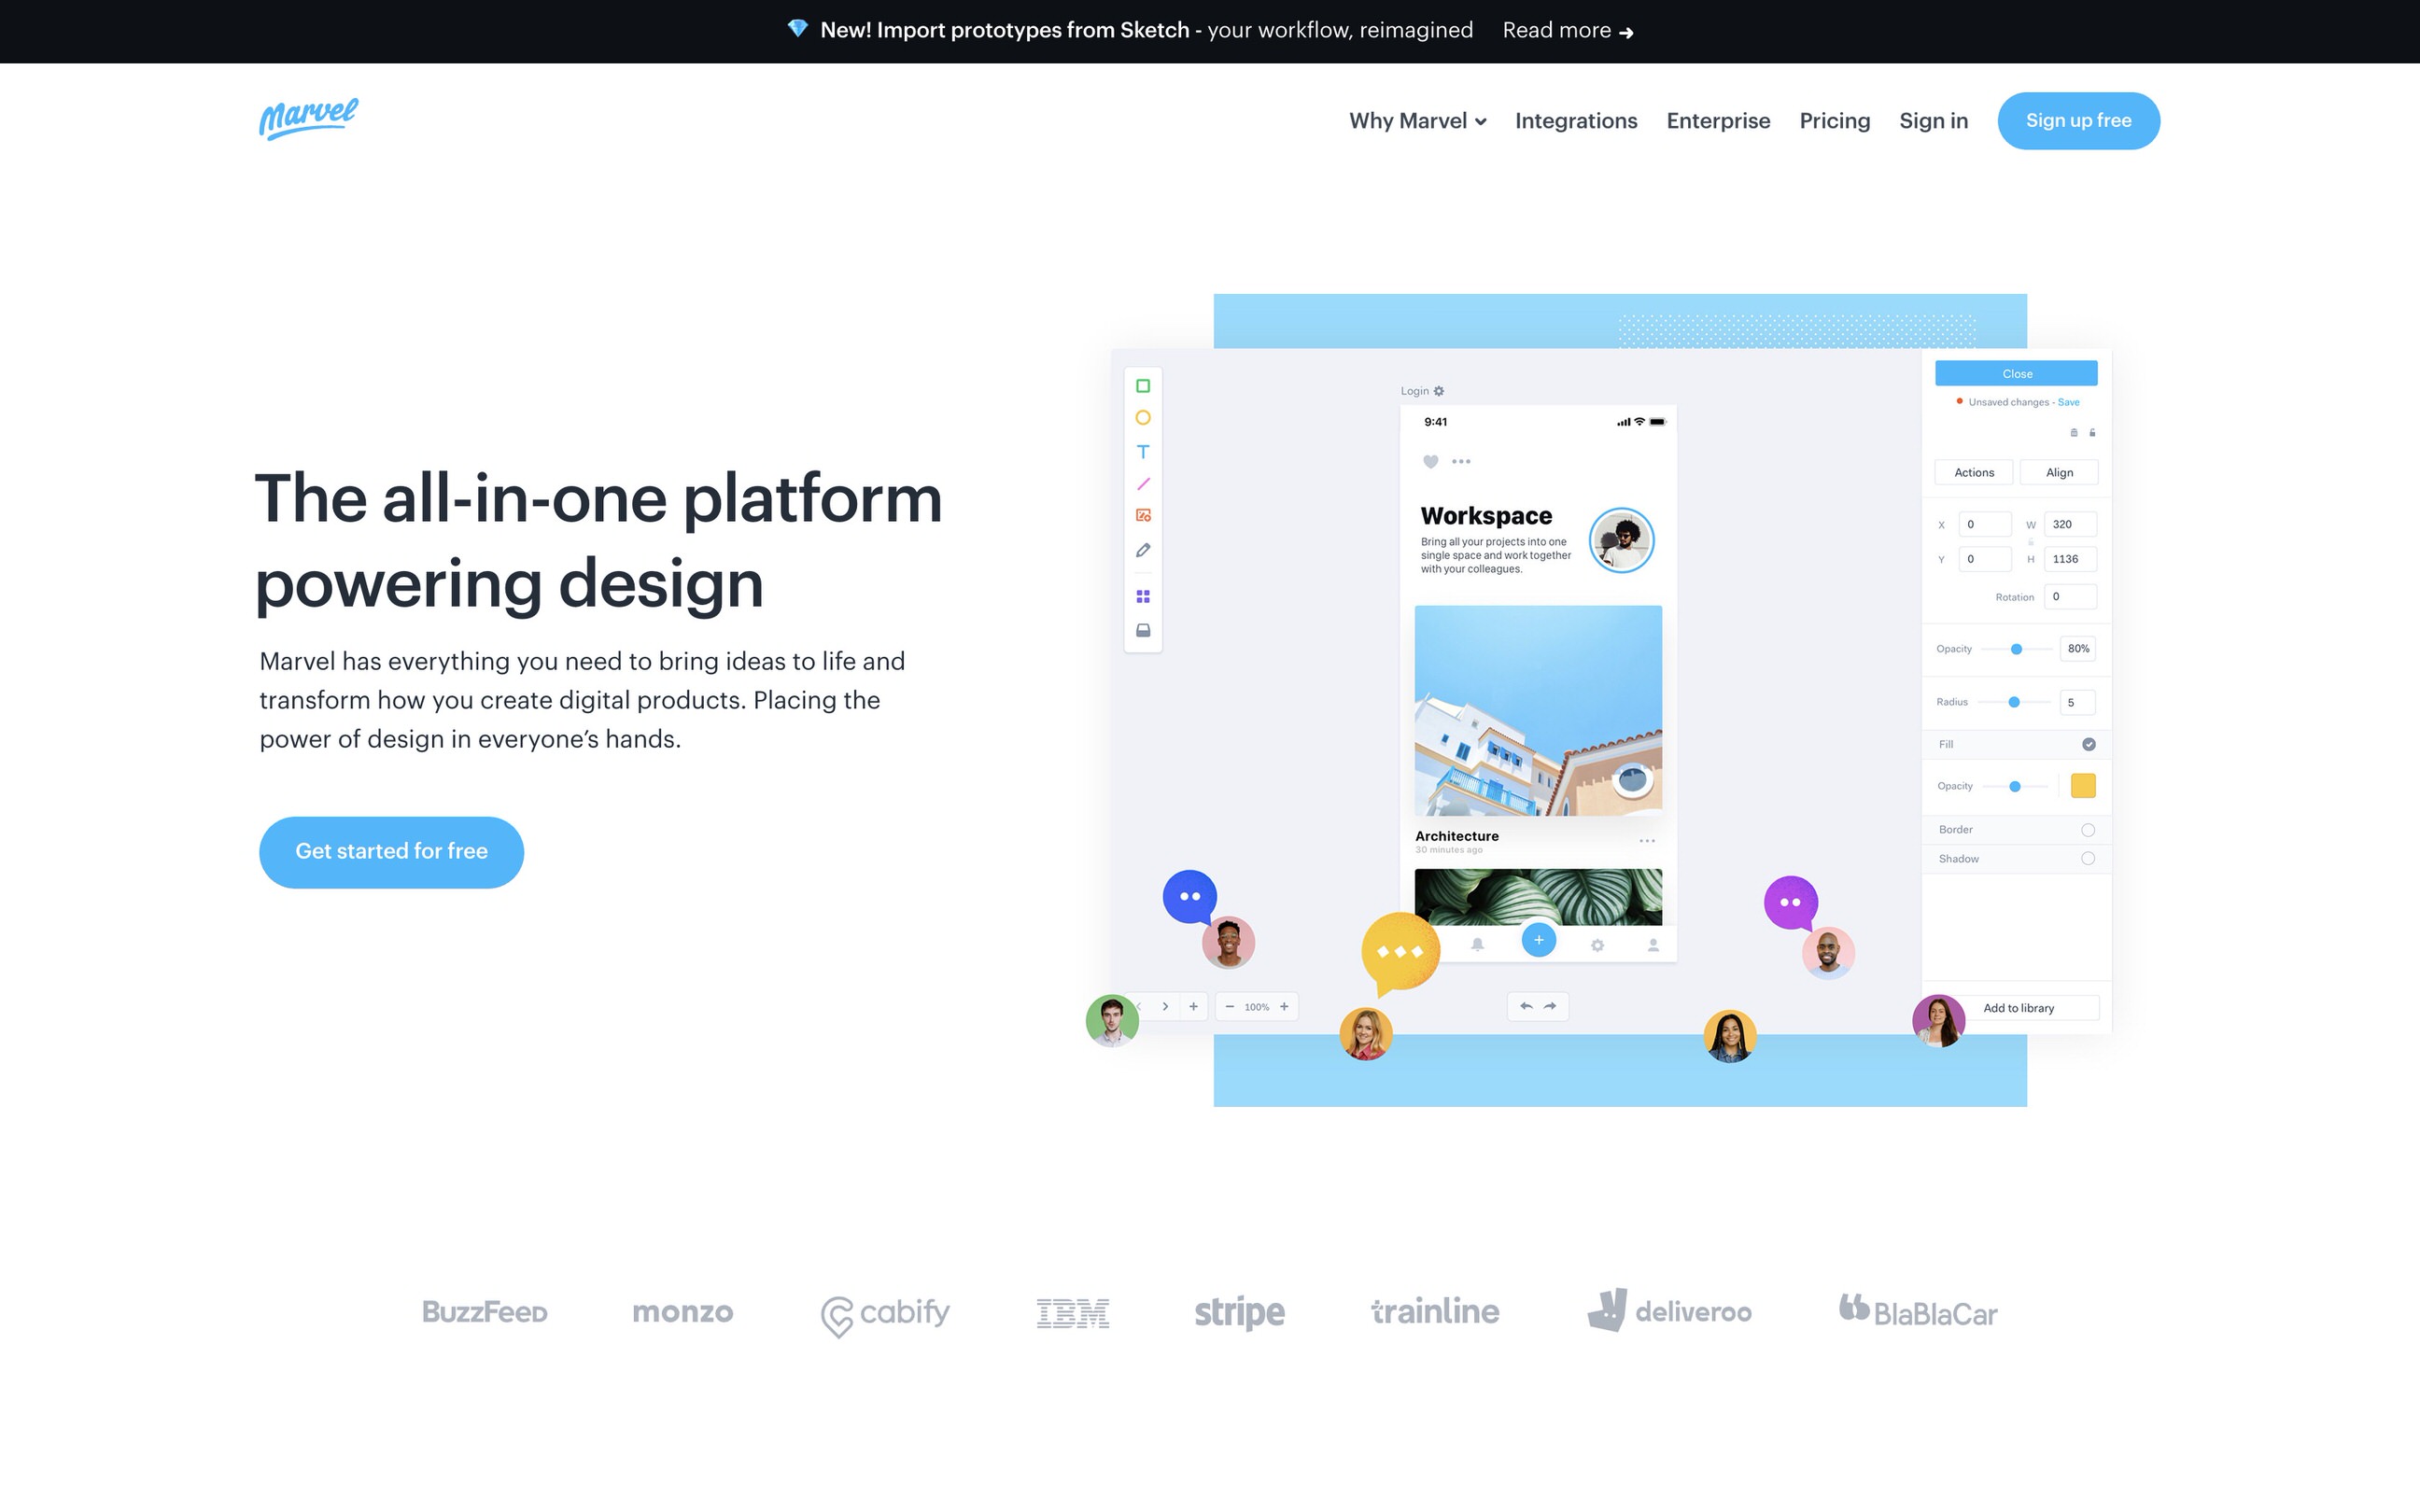 New! Import prototypes from Sketch - your workflow, reimagined Read more →
Marvel
Why Marvel Integrations Enterprise Pricing Sign in Sign up free
The all-in-one platform
powering design
Marvel has everything you need to bring ideas to life and
transform how you create digital products. Placing the
power of design in everyone’s hands.
Get started for free
T
Login
9:41
Workspace
Bring all your projects into one
single space and work together
with your colleagues.
Architecture
30 minutes ago
100%
Close
Unsaved changes - Save
Actions Align
X 0 W 320
Y 0 H 1136
Rotation 0
Opacity 80%
Radius 5
Fill
Opacity
Border
Shadow
Add to library
BuzzFeed monzo cabify IBM stripe trainline deliveroo BlaBlaCar